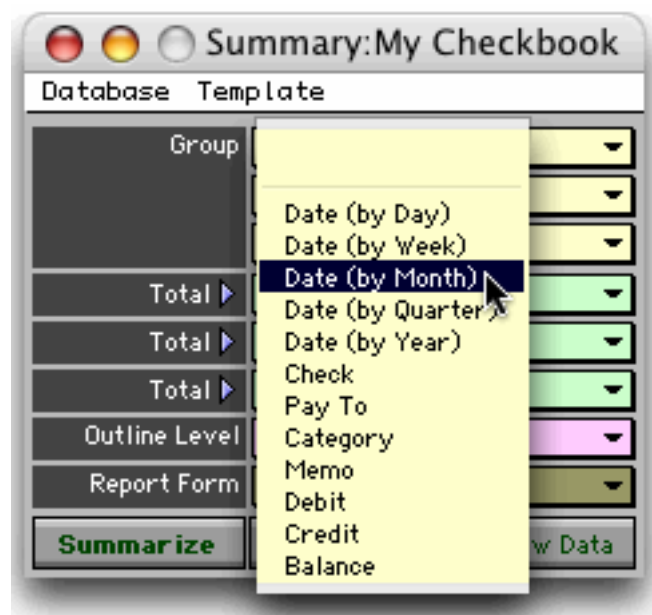 Summary:My Checkbook
Database Template
Group
Date (by Day)
Date (by Week)
Date (by Month)
Total
Date (by Quarter)
Total
Date (by Year)
Check
Total
Pay To
Outline Level
Category
Memo
Report Form
Debit
Credit
Summarize
w Data
Balance